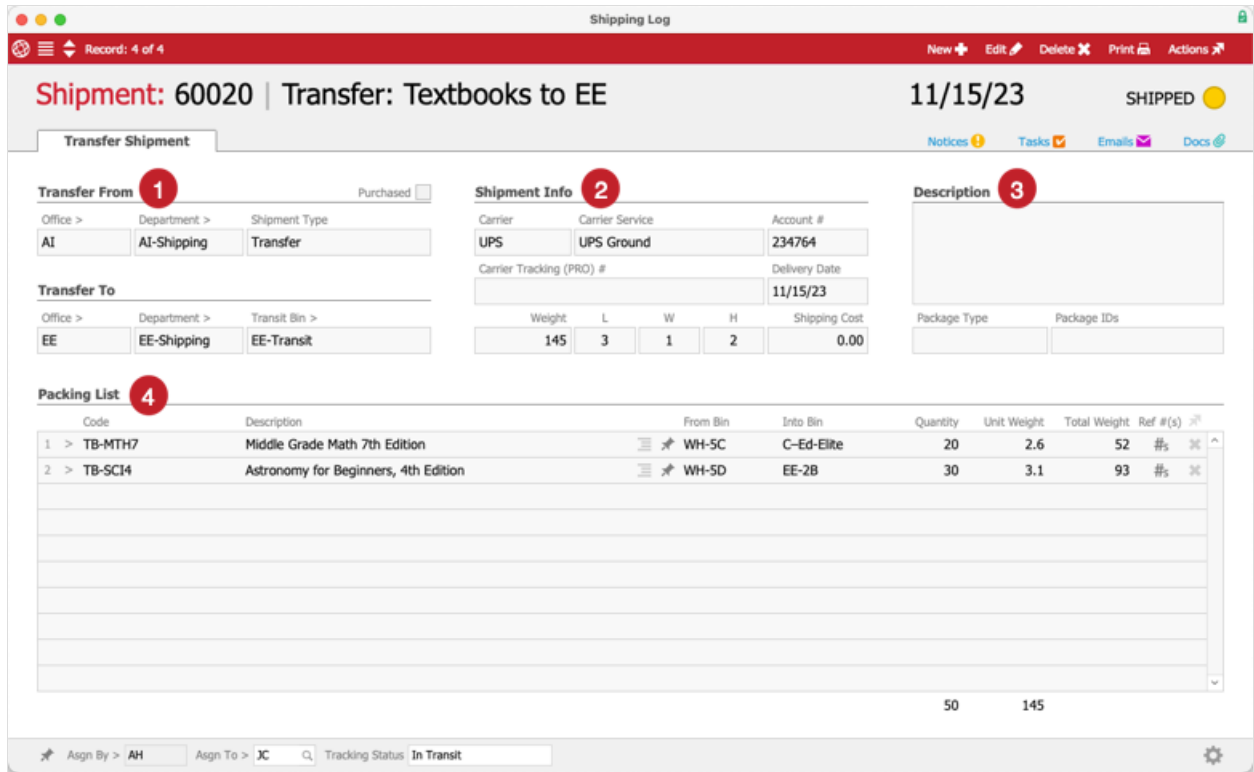 Shipping Log
Record: 4 of 4 New Edit Delete Print Actions
Shipment: 60020 | Transfer: Textbooks to EE 11/15/23 SHIPPED
Transfer Shipment Notices Tasks Emails Docs
Transfer From 1 Purchased Shipment Info 2 Description 3
Office > Department > Shipment Type Carrier Carrier Service Account #
AI AI-Shipping Transfer UPS UPS Ground 234764
Carrier Tracking (PRO) # Delivery Date
Transfer To 11/15/23
Office > Department > Transit Bin > Weight L W H Shipping Cost Package Type Package IDs
EE EE-Shipping EE-Transit 145 3 1 2 0.00
Packing List 4
Code Description From Bin Into Bin Quantity Unit Weight Total Weight Ref #(s)
1 > TB-MTH7 Middle Grade Math 7th Edition WH-5C C–Ed-Elite 20 2.6 52 #s
2 > TB-SCI4 Astronomy for Beginners, 4th Edition WH-5D EE-2B 30 3.1 93 #s
50 145
Asgn By > AH Asgn To > JC Tracking Status In Transit